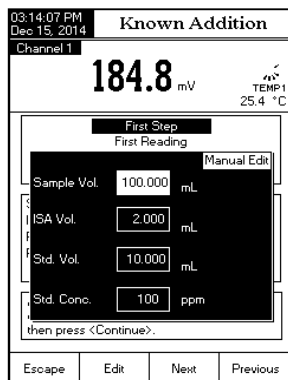 03:14:07 PM
Dec 15, 2014
Known Addition
Channel 1
184.8 mV
TEMP1
25.4 °C
First Step
First Reading
Manual Edit
Sample Vol. 100.000 mL
ISA Vol. 2.000 mL
Std. Vol. 10.000 mL
Std. Conc. 100 ppm
then press <Continue>.
Escape Edit Next Previous